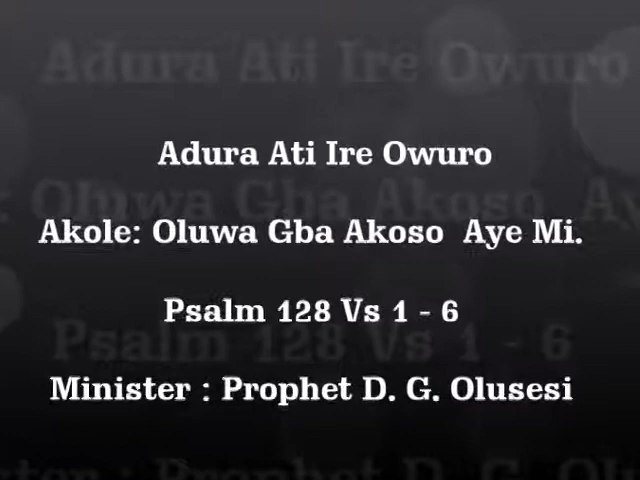 Adura Ati Ire Owuro
Akole: Oluwa Gba Akoso Aye Mi.
Psalm 128 Vs 1 - 6
Minister : Prophet D. G. Olusesi